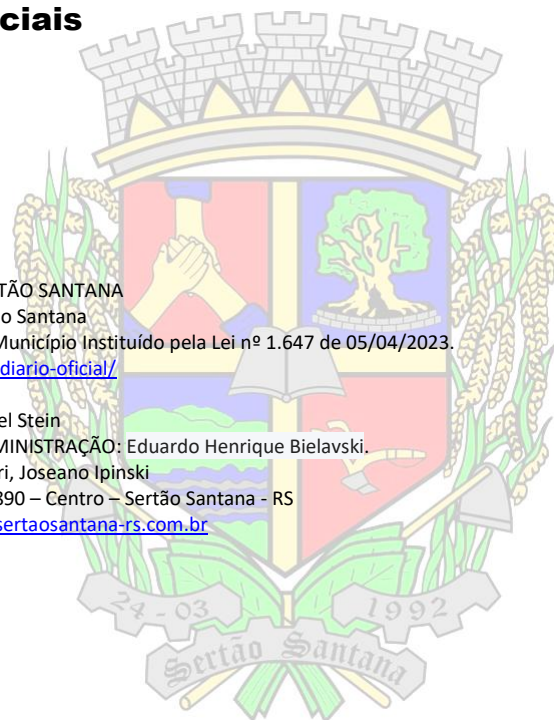 ciais
TÃO SANTANA
o Santana
Município Instituído pela Lei nº 1.647 de 05/04/2023.
diario-oficial/
el Stein
MINISTRAÇÃO: Eduardo Henrique Bielavski.
ri, Joseano Ipinski
390 – Centro – Sertão Santana - RS
sertaosantana-rs.com.br
24 - 03
1992
Sertão Santana